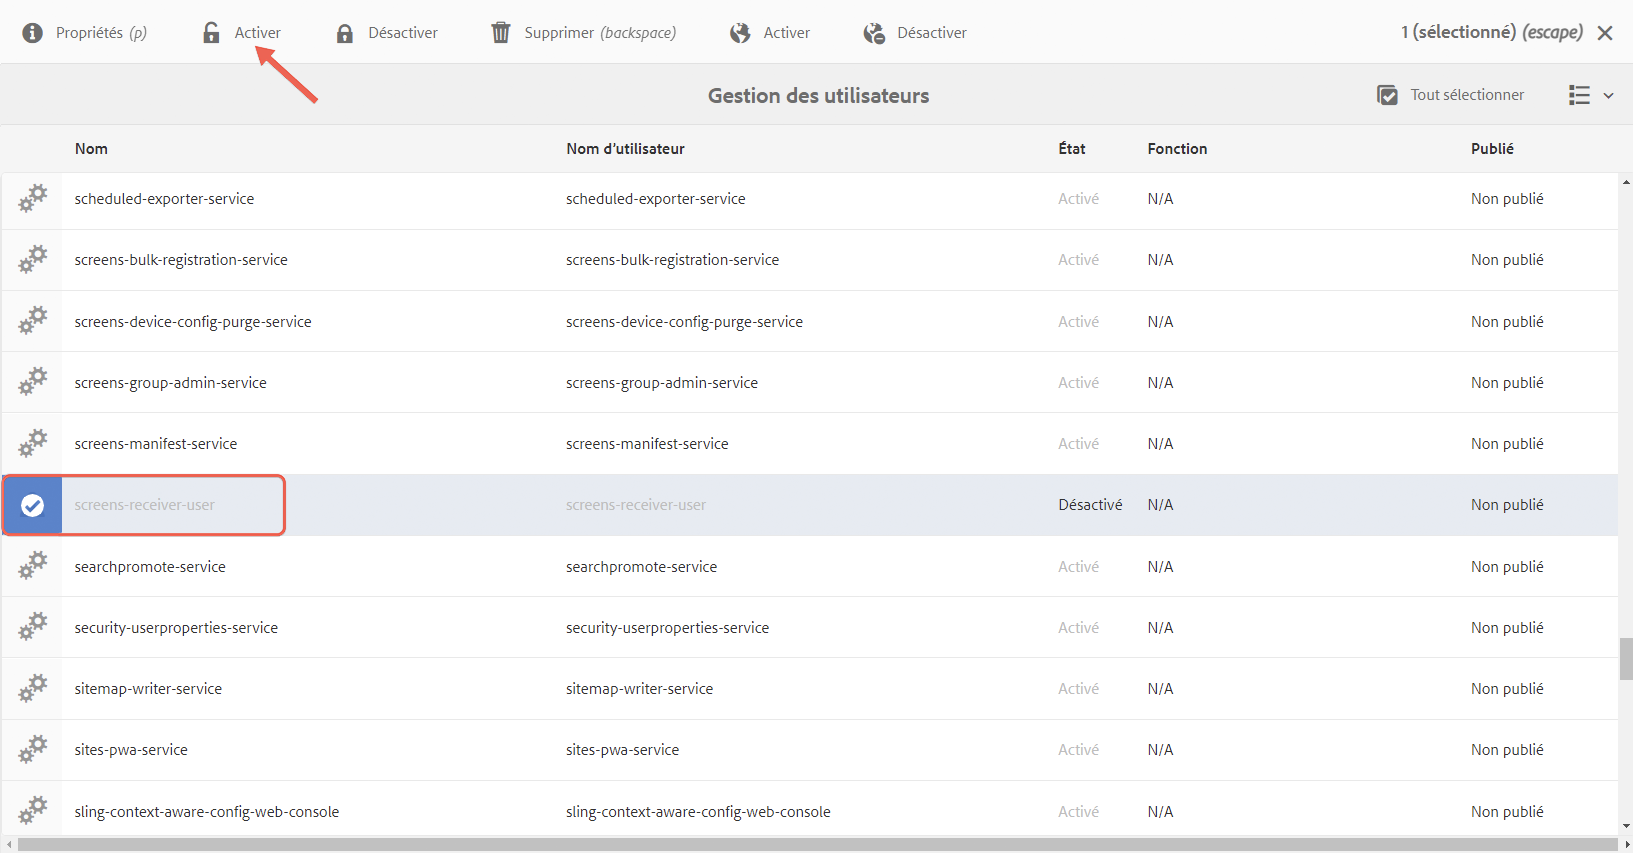 Propriétés (p) Activer Désactiver Supprimer (backspace) Activer Désactiver 1 (sélectionné) (escape)
Gestion des utilisateurs Tout sélectionner
Nom Nom d’utilisateur État Fonction Publié
scheduled-exporter-service scheduled-exporter-service Activé N/A Non publié
screens-bulk-registration-service screens-bulk-registration-service Activé N/A Non publié
screens-device-config-purge-service screens-device-config-purge-service Activé N/A Non publié
screens-group-admin-service screens-group-admin-service Activé N/A Non publié
screens-manifest-service screens-manifest-service Activé N/A Non publié
screens-receiver-user screens-receiver-user Désactivé N/A Non publié
searchpromote-service searchpromote-service Activé N/A Non publié
security-userproperties-service security-userproperties-service Activé N/A Non publié
sitemap-writer-service sitemap-writer-service Activé N/A Non publié
sites-pwa-service sites-pwa-service Activé N/A Non publié
sling-context-aware-config-web-console sling-context-aware-config-web-console Activé N/A Non publié